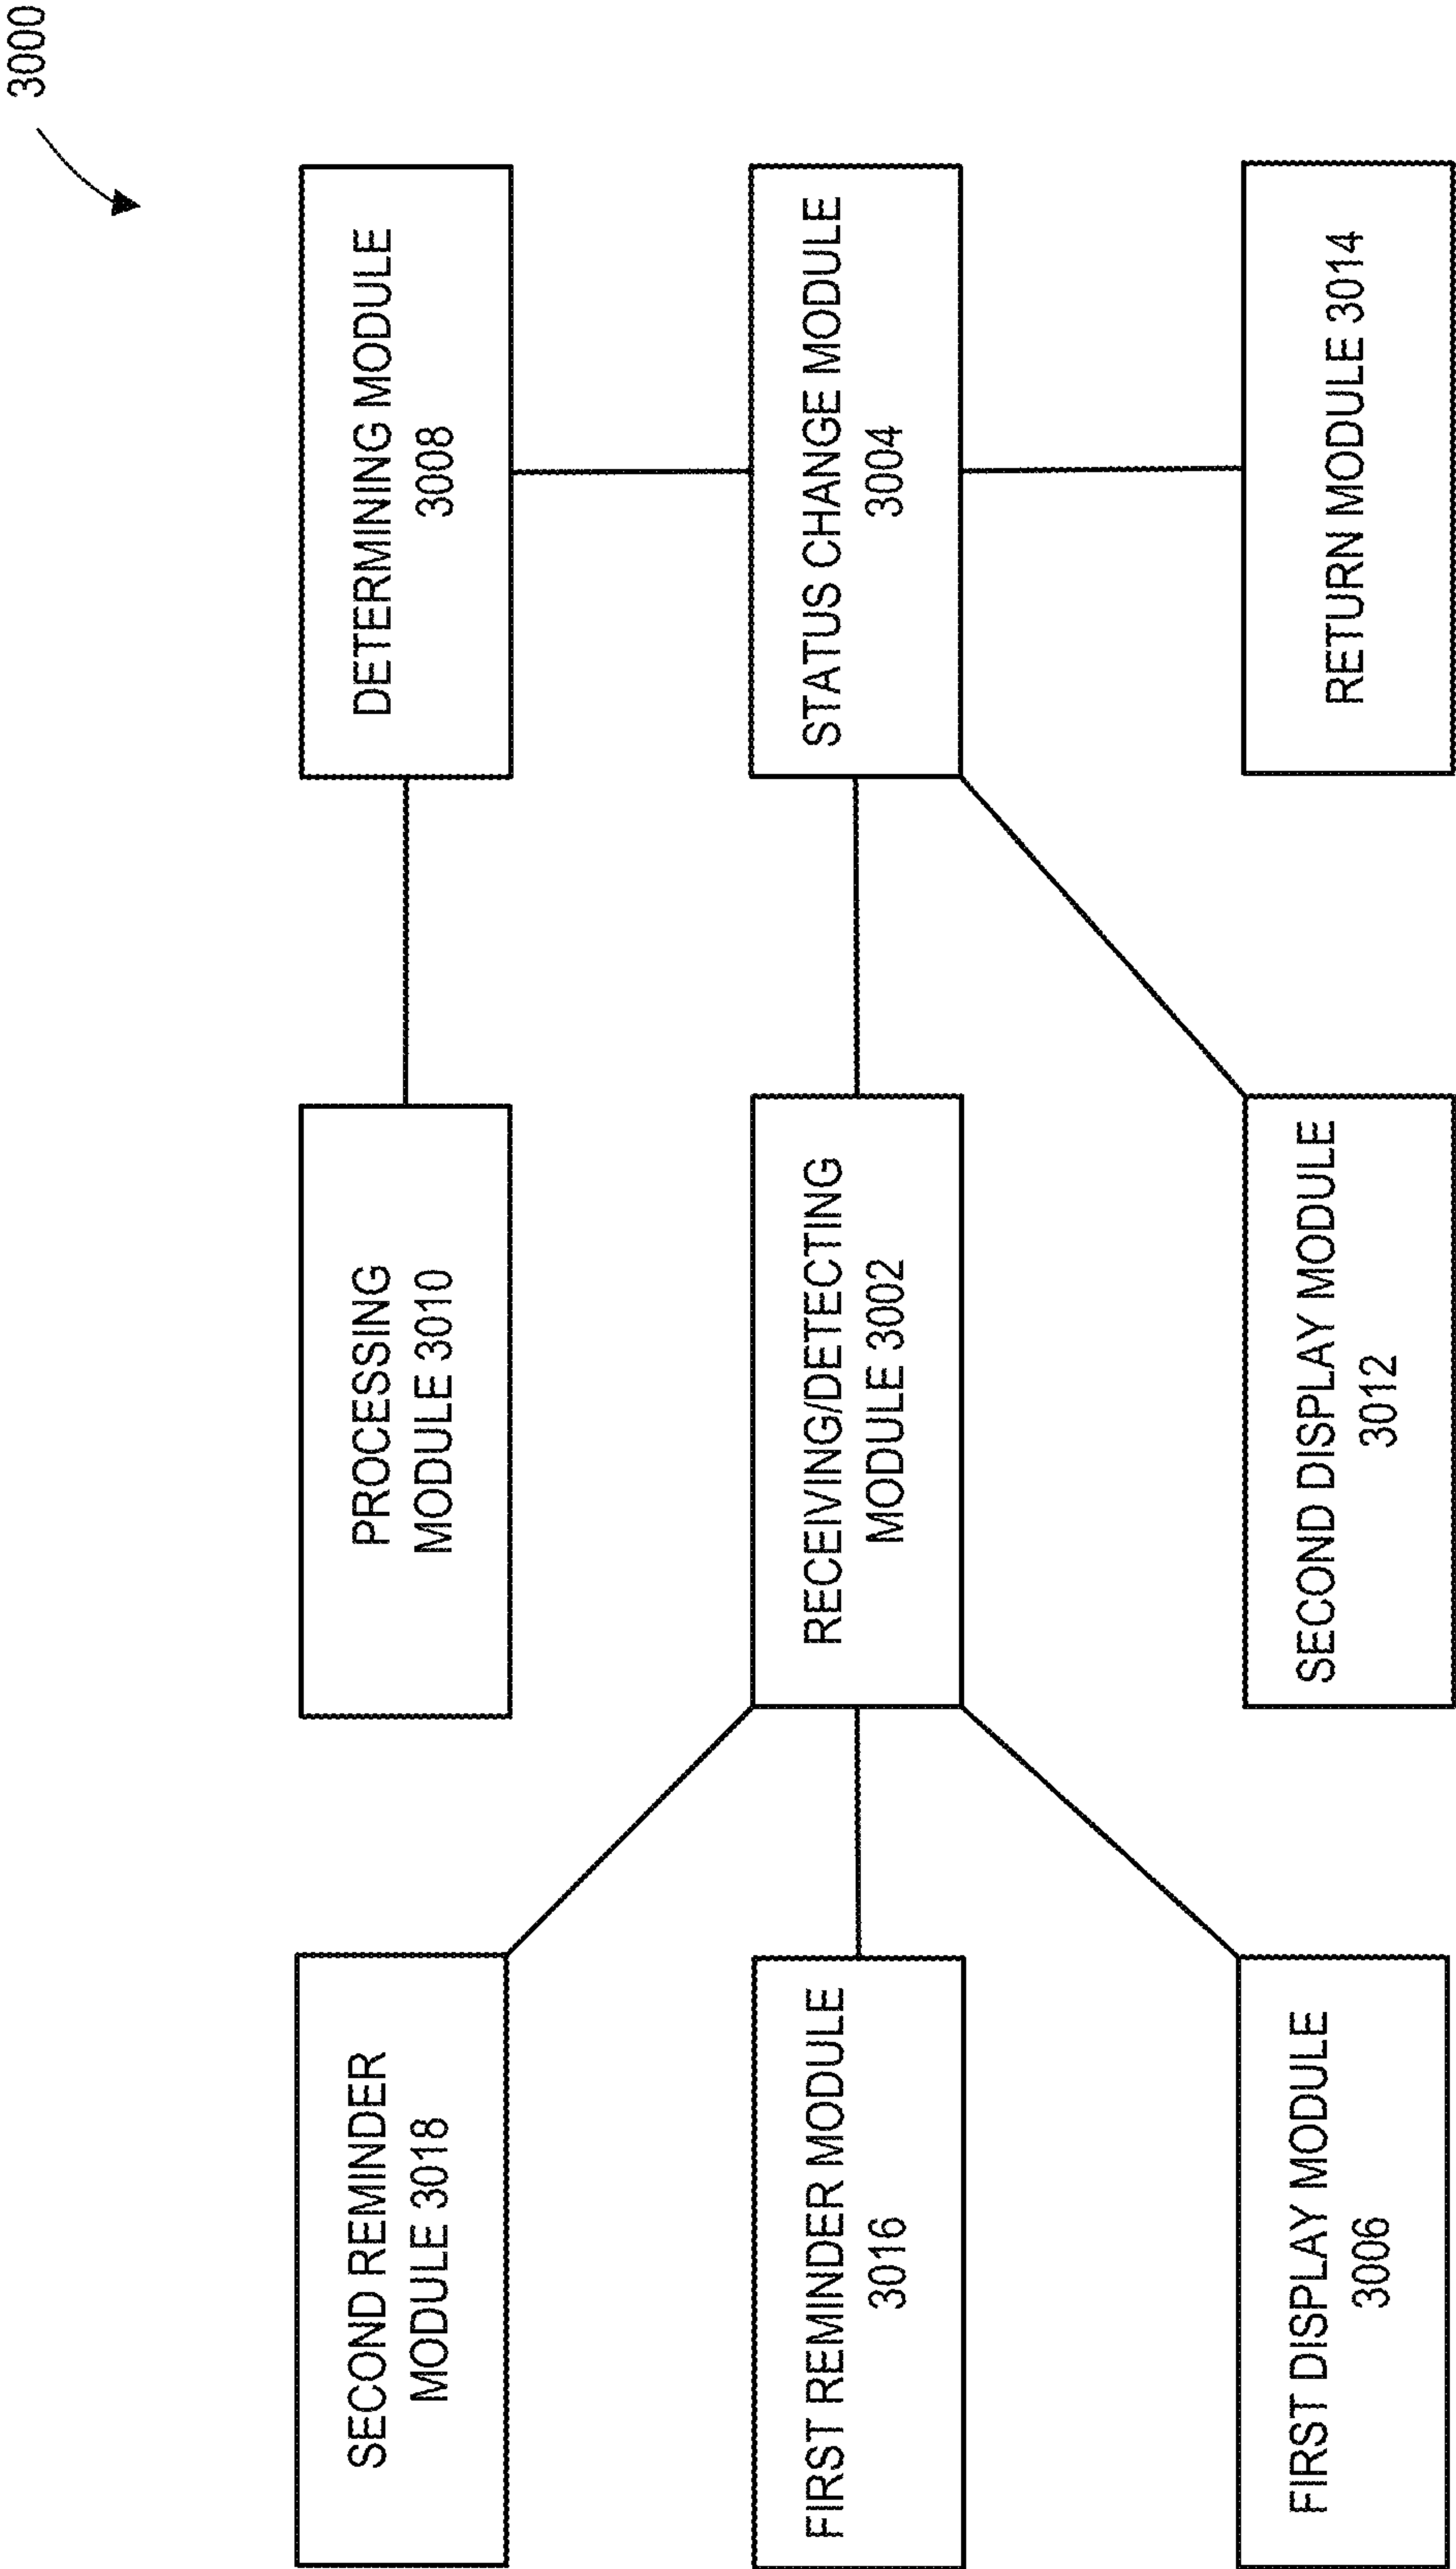 3000
SECOND REMINDER
MODULE 3018
PROCESSING
MODULE 3010
DETERMINING MODULE
3008
FIRST REMINDER MODULE
3016
RECEIVING/DETECTING
MODULE 3002
STATUS CHANGE MODULE
3004
FIRST DISPLAY MODULE
3006
SECOND DISPLAY MODULE
3012
RETURN MODULE 3014